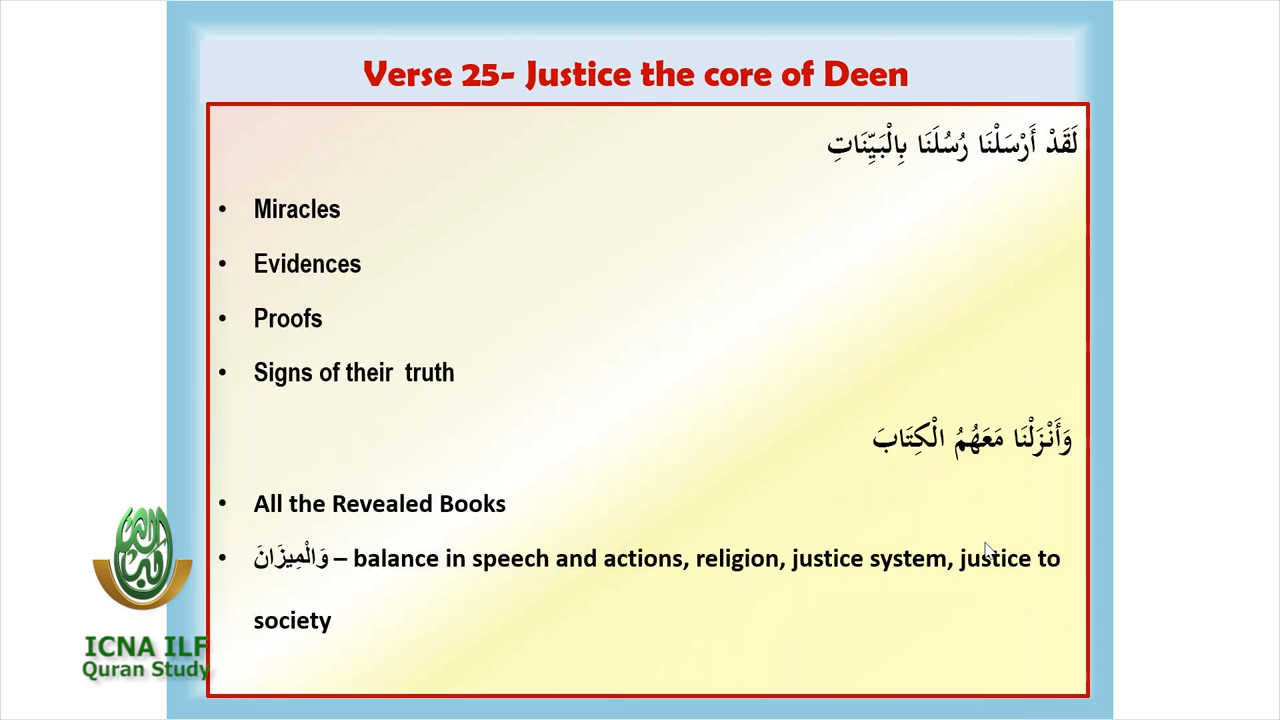 Verse 25- Justice the core of Deen
لَقَدْ أَرْسَلْنَا رُسُلَنَا بِالْبَيِّنَاتِ
• Miracles
• Evidences
• Proofs
• Signs of their truth
وَأَنْزَلْنَا مَعَهُمُ الْكِتَابَ
• All the Revealed Books
• وَالْمِيزَانَ – balance in speech and actions, religion, justice system, justice to
society
ICNA ILF
Quran Study